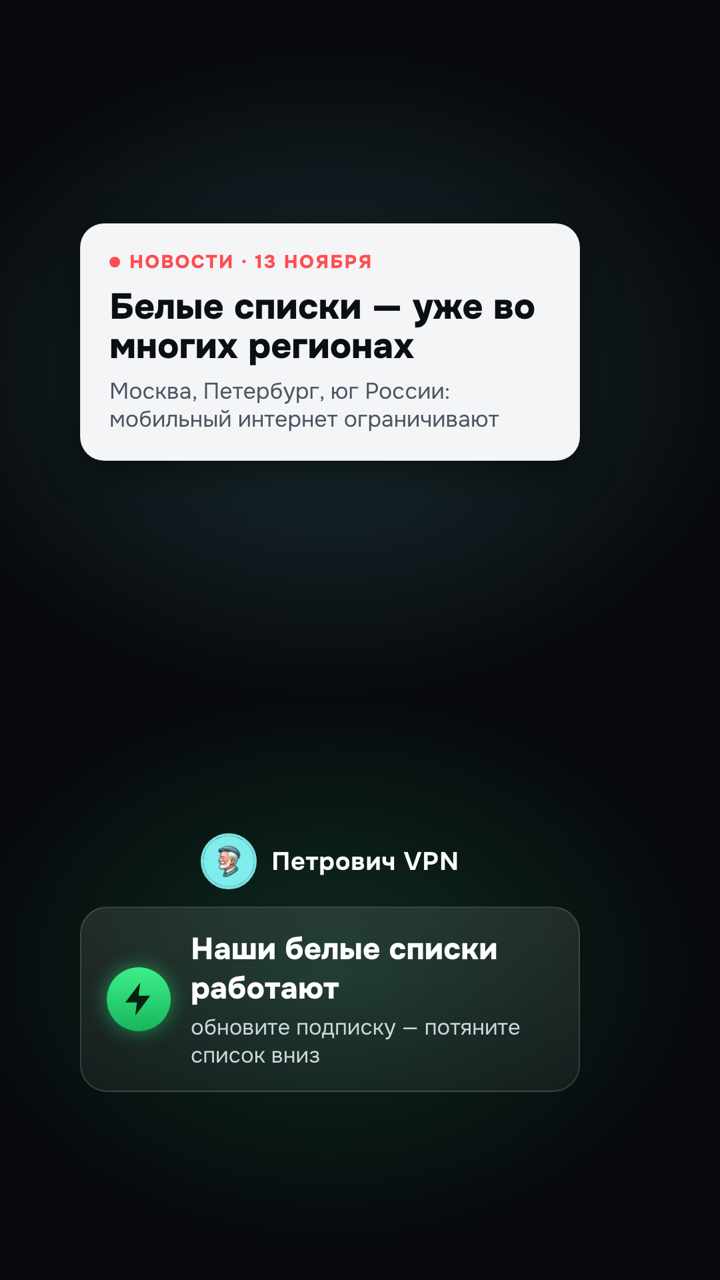 НОВОСТИ · 13 НОЯБРЯ
Белые списки — уже во
многих регионах
Москва, Петербург, юг России:
мобильный интернет ограничивают
Петрович VPN
Наши белые списки
работают
обновите подписку — потяните
список вниз